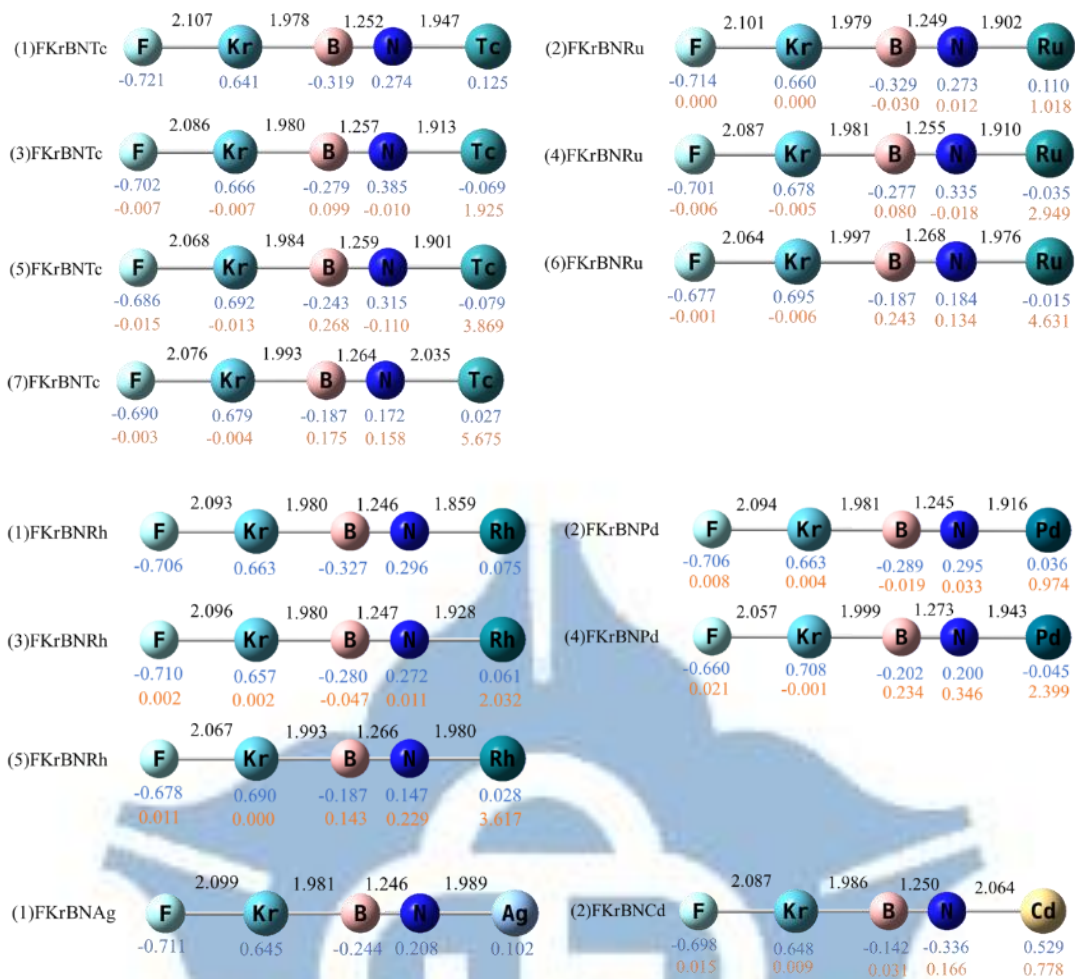 2.107 1.978 1.252 1.947
(1)FKrBNTc F Kr B N Tc
-0.721 0.641 -0.319 0.274 0.125
2.101 1.979 1.249 1.902
(2)FKrBNRu F Kr B N Ru
-0.714 0.660 -0.329 0.273 0.110
0.000 0.000 -0.030 0.012 1.018
2.086 1.980 1.257 1.913
(3)FKrBNTc F Kr B N Tc
-0.702 0.666 -0.279 0.385 -0.069
-0.007 -0.007 0.099 -0.010 1.925
2.087 1.981 1.255 1.910
(4)FKrBNRu F Kr B N Ru
-0.701 0.678 -0.277 0.335 -0.035
-0.006 -0.005 0.080 -0.018 2.949
2.068 1.984 1.259 1.901
(5)FKrBNTc F Kr B N Tc
-0.686 0.692 -0.243 0.315 -0.079
-0.015 -0.013 0.268 -0.110 3.869
2.064 1.997 1.268 1.976
(6)FKrBNRu F Kr B N Ru
-0.677 0.695 -0.187 0.184 -0.015
-0.001 -0.006 0.243 0.134 4.631
2.076 1.993 1.264 2.035
(7)FKrBNTc F Kr B N Tc
-0.690 0.679 -0.187 0.172 0.027
-0.003 -0.004 0.175 0.158 5.675
2.093 1.980 1.246 1.859
(1)FKrBNRh F Kr B N Rh
-0.706 0.663 -0.327 0.296 0.075
2.094 1.981 1.245 1.916
(2)FKrBNPd F Kr B N Pd
-0.706 0.663 -0.289 0.295 0.036
0.008 0.004 -0.019 0.033 0.974
2.096 1.980 1.247 1.928
(3)FKrBNRh F Kr B N Rh
-0.710 0.657 -0.280 0.272 0.061
0.002 0.002 -0.047 0.011 2.032
2.057 1.999 1.273 1.943
(4)FKrBNPd F Kr B N Pd
-0.660 0.708 -0.202 0.200 -0.045
0.021 -0.001 0.234 0.346 2.399
2.067 1.993 1.266 1.980
(5)FKrBNRh F Kr B N Rh
-0.678 0.690 -0.187 0.147 0.028
0.011 0.000 0.143 0.229 3.617
2.099 1.981 1.246 1.989
(1)FKrBNAg F Kr B N Ag
-0.711 0.645 -0.244 0.208 0.102
2.087 1.986 1.250 2.064
(2)FKrBNCd F Kr B N Cd
-0.698 0.648 -0.142 -0.336 0.529
0.015 0.009 0.031 0.166 0.778